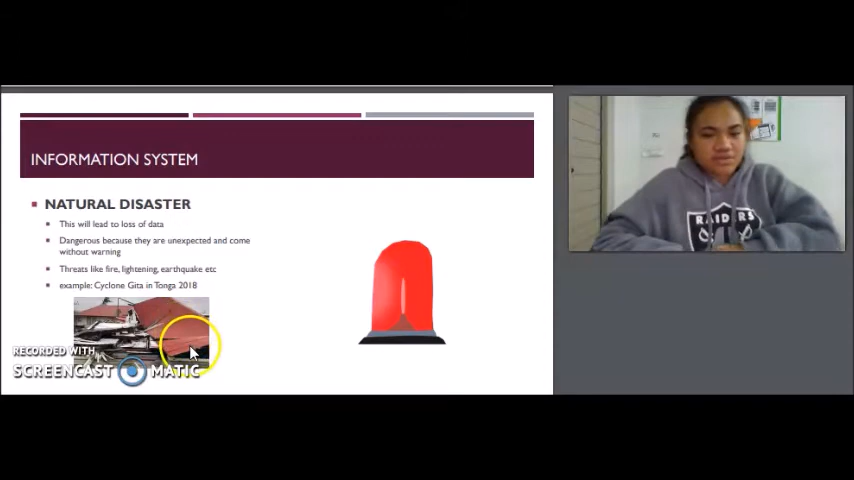 INFORMATION SYSTEM
NATURAL DISASTER
This will lead to loss of data
Dangerous because they are unexpected and come
without warning
Threats like fire, lightening, earthquake etc
example: Cyclone Gita in Tonga 2018
RECORDED WITH
SCREENCAST MATIC
RAIDERS